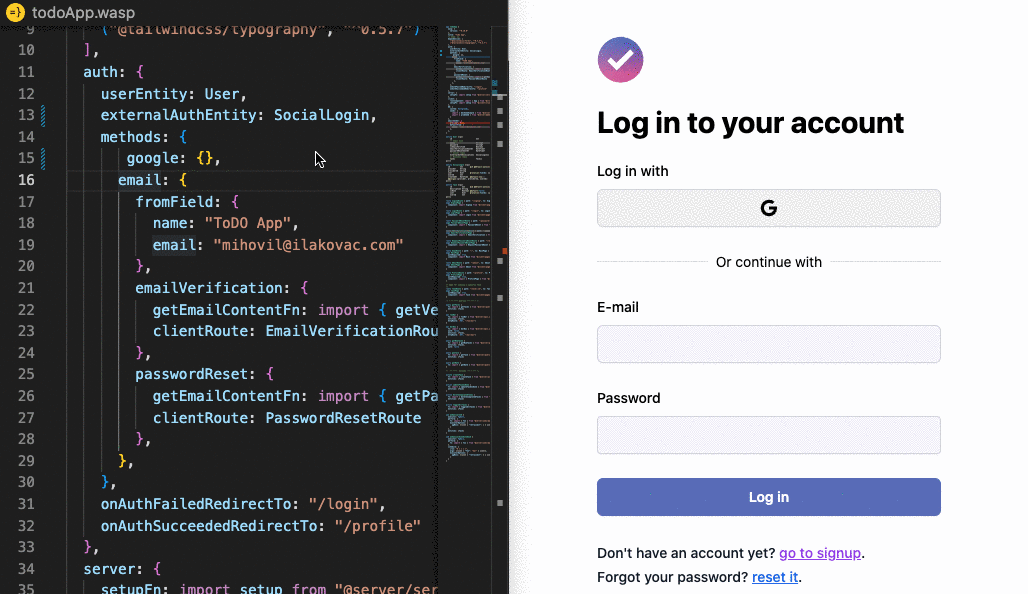 todoApp.wasp
9 ("@tailwindcss/typography", "^0.5.7")
10 ],
11 auth: {
12 userEntity: User,
13 externalAuthEntity: SocialLogin,
14 methods: {
15 google: {},
16 email: {
17 fromField: {
18 name: "ToDO App",
19 email: "mihovil@ilakovac.com"
20 },
21 emailVerification: {
22 getEmailContentFn: import { getVe
23 clientRoute: EmailVerificationRou
24 },
25 passwordReset: {
26 getEmailContentFn: import { getPa
27 clientRoute: PasswordResetRoute
28 },
29 },
30 },
31 onAuthFailedRedirectTo: "/login",
32 onAuthSucceededRedirectTo: "/profile"
33 },
34 server: {
35 setupFn: import setup from "@server/ser
Log in to your account
Log in with
G
Or continue with
E-mail
Password
Log in
Don't have an account yet? go to signup.
Forgot your password? reset it.